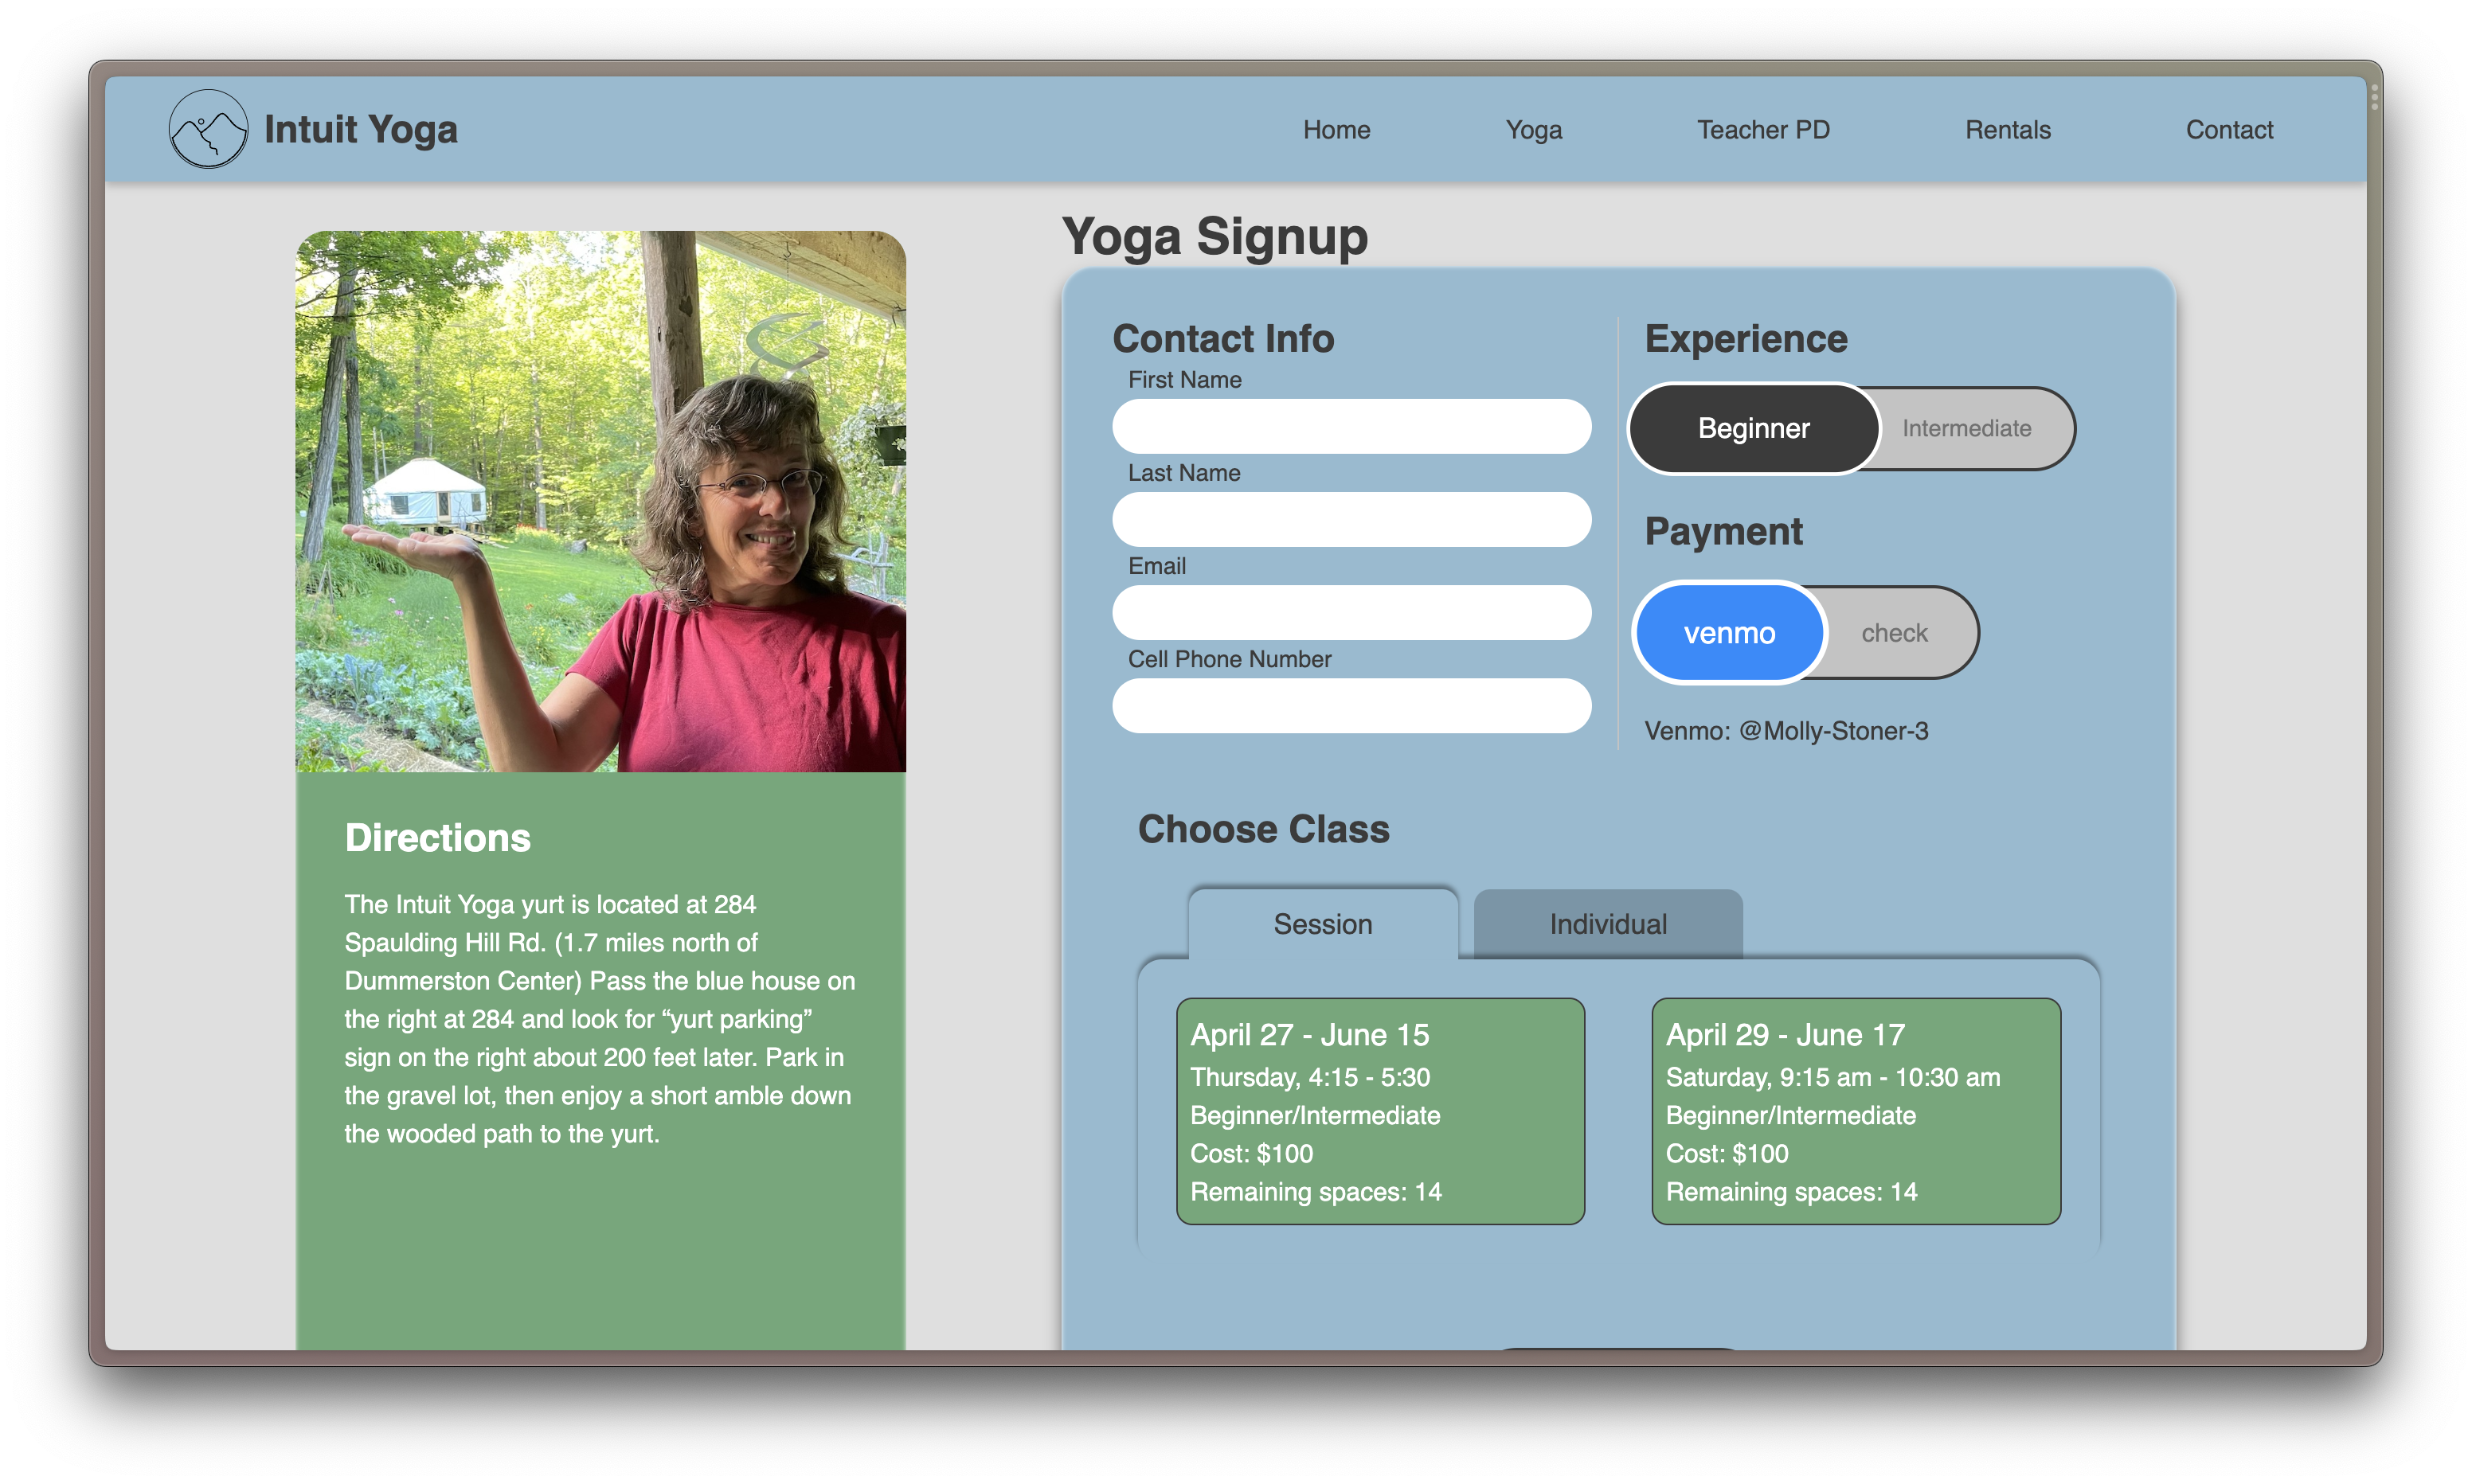 Intuit Yoga
Home
Yoga
Teacher PD
Rentals
Contact
Directions
The Intuit Yoga yurt is located at 284
Spaulding Hill Rd. (1.7 miles north of
Dummerston Center) Pass the blue house on
the right at 284 and look for “yurt parking”
sign on the right about 200 feet later. Park in
the gravel lot, then enjoy a short amble down
the wooded path to the yurt.
Yoga Signup
Contact Info
First Name
Last Name
Email
Cell Phone Number
Experience
Beginner
Intermediate
Payment
venmo
check
Venmo: @Molly-Stoner-3
Choose Class
Session
Individual
April 27 - June 15
Thursday, 4:15 - 5:30
Beginner/Intermediate
Cost: $100
Remaining spaces: 14
April 29 - June 17
Saturday, 9:15 am - 10:30 am
Beginner/Intermediate
Cost: $100
Remaining spaces: 14